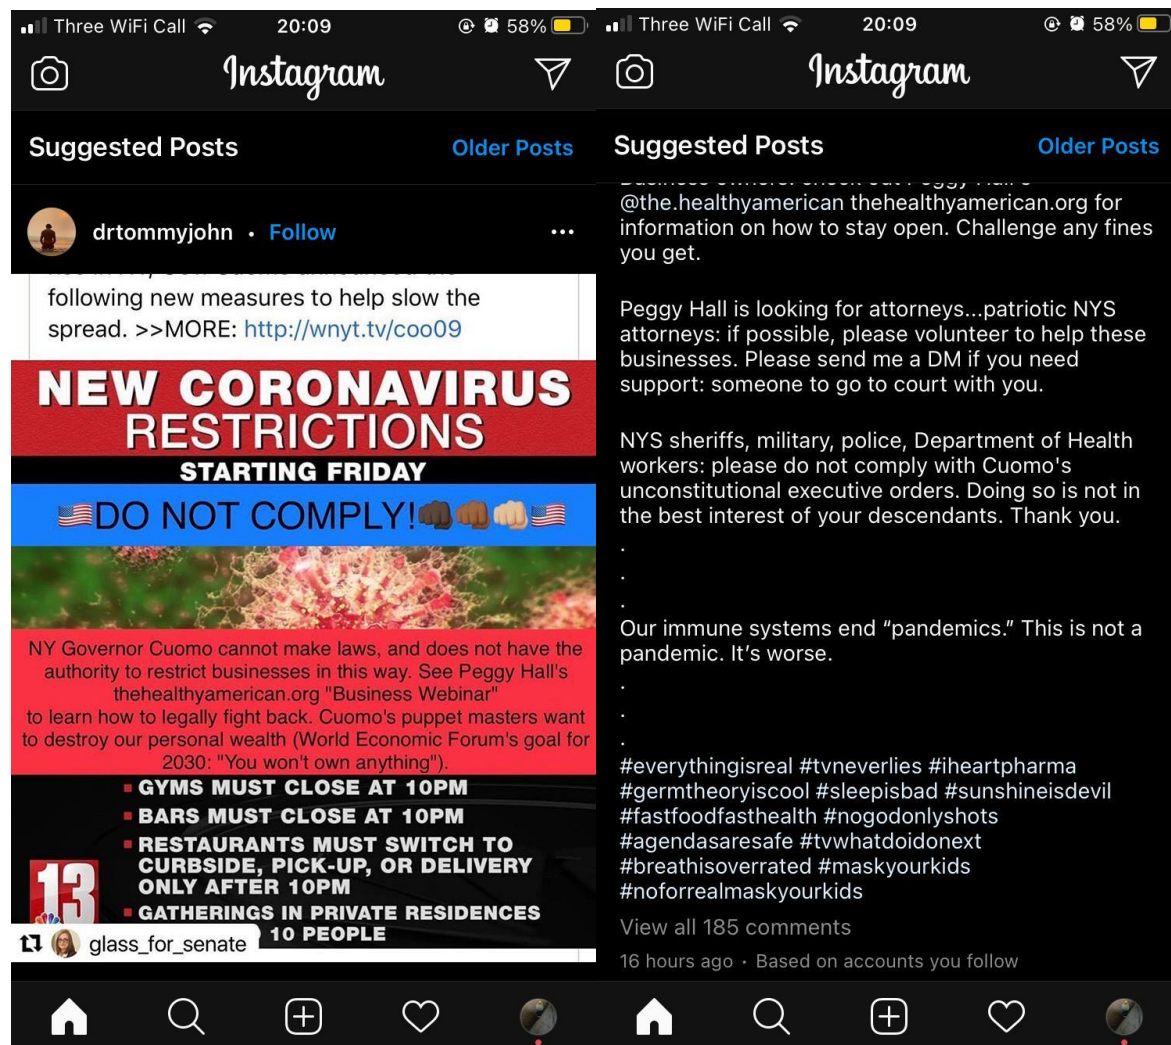 Three WiFi Call
20:09
58%
Instagram
Suggested Posts
Older Posts
drtommyjohn • Follow
following new measures to help slow the
spread. >>MORE: http://wnyt.tv/coo09
NEW CORONAVIRUS
RESTRICTIONS
STARTING FRIDAY
🇺🇸DO NOT COMPLY!✊🏿✊🏾✊🏼🇺🇸
NY Governor Cuomo cannot make laws, and does not have the
authority to restrict businesses in this way. See Peggy Hall's
thehealthyamerican.org "Business Webinar"
to learn how to legally fight back. Cuomo's puppet masters want
to destroy our personal wealth (World Economic Forum's goal for
2030: "You won't own anything").
GYMS MUST CLOSE AT 10PM
BARS MUST CLOSE AT 10PM
RESTAURANTS MUST SWITCH TO
CURBSIDE, PICK-UP, OR DELIVERY
ONLY AFTER 10PM
GATHERINGS IN PRIVATE RESIDENCES
10 PEOPLE
13
glass_for_senate
Three WiFi Call
20:09
58%
Instagram
Suggested Posts
Older Posts
@the.healthyamerican thehealthyamerican.org for
information on how to stay open. Challenge any fines
you get.
Peggy Hall is looking for attorneys...patriotic NYS
attorneys: if possible, please volunteer to help these
businesses. Please send me a DM if you need
support: someone to go to court with you.
NYS sheriffs, military, police, Department of Health
workers: please do not comply with Cuomo's
unconstitutional executive orders. Doing so is not in
the best interest of your descendants. Thank you.
.
.
.
Our immune systems end “pandemics.” This is not a
pandemic. It’s worse.
.
.
.
#everythingisreal #tvneverlies #iheartpharma
#germtheoryiscool #sleepisbad #sunshineisdevil
#fastfoodfasthealth #nogodonlyshots
#agendasaresafe #tvwhatdoidonext
#breathisoverrated #maskyourkids
#noforrealmaskyourkids
View all 185 comments
16 hours ago • Based on accounts you follow